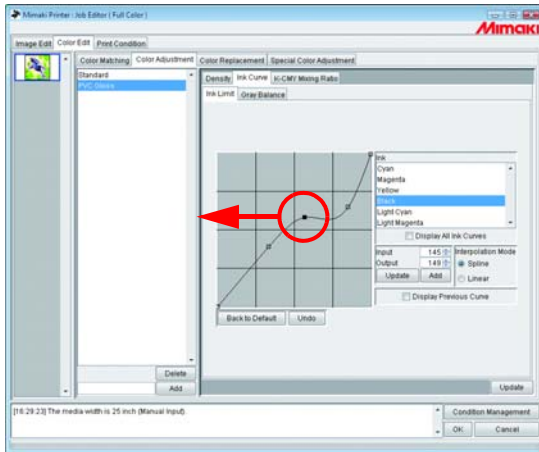 Mimaki Printer : Job Editor ( Full Color )
Mimaki
Image Edit Color Edit Print Condition
Color Matching Color Adjustment Color Replacement Special Color Adjustment
Standard
PVC Gloss
Density Ink Curve K-CMY Mixing Ratio
Ink Limit Gray Balance
Ink
Cyan
Magenta
Yellow
Black
Light Cyan
Light Magenta
Display All Ink Curves
Input 145
Output 149
Update Add
Interpolation Mode
Spline
Linear
Display Previous Curve
Back to Default Undo
Delete
Add
Update
[16:29:23] The media width is 25 inch (Manual Input).
Condition Management
OK Cancel